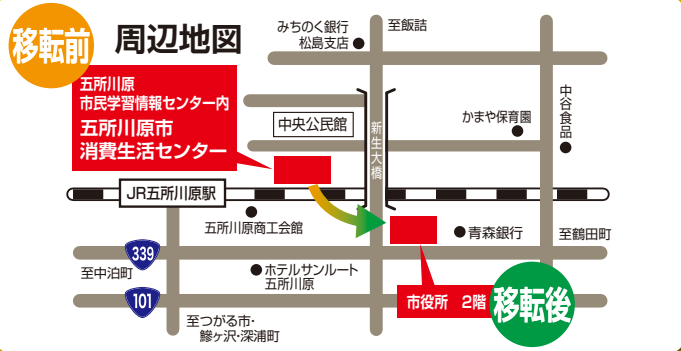 移転前
周辺地図
みちのく銀行
松島支店
至飯詰
五所川原
市民学習情報センター内
五所川原市
消費生活センター
中央公民館
新生大橋
かまや保育園
中谷食品
JR五所川原駅
五所川原商工会館
青森銀行
至鶴田町
339
至中泊町
ホテルサンルート
五所川原
101
市役所 2階
移転後
至つがる市・
鰺ヶ沢・深浦町